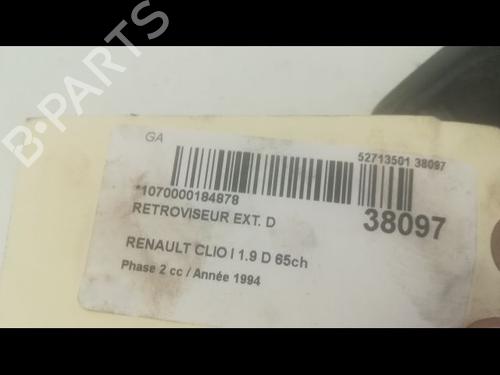 B-PARTS
GA
52713501 38097
*1070000184878
38097
RETROVISEUR EXT. D
RENAULT CLIO I 1.9 D 65ch
Phase 2 cc / Année 1994